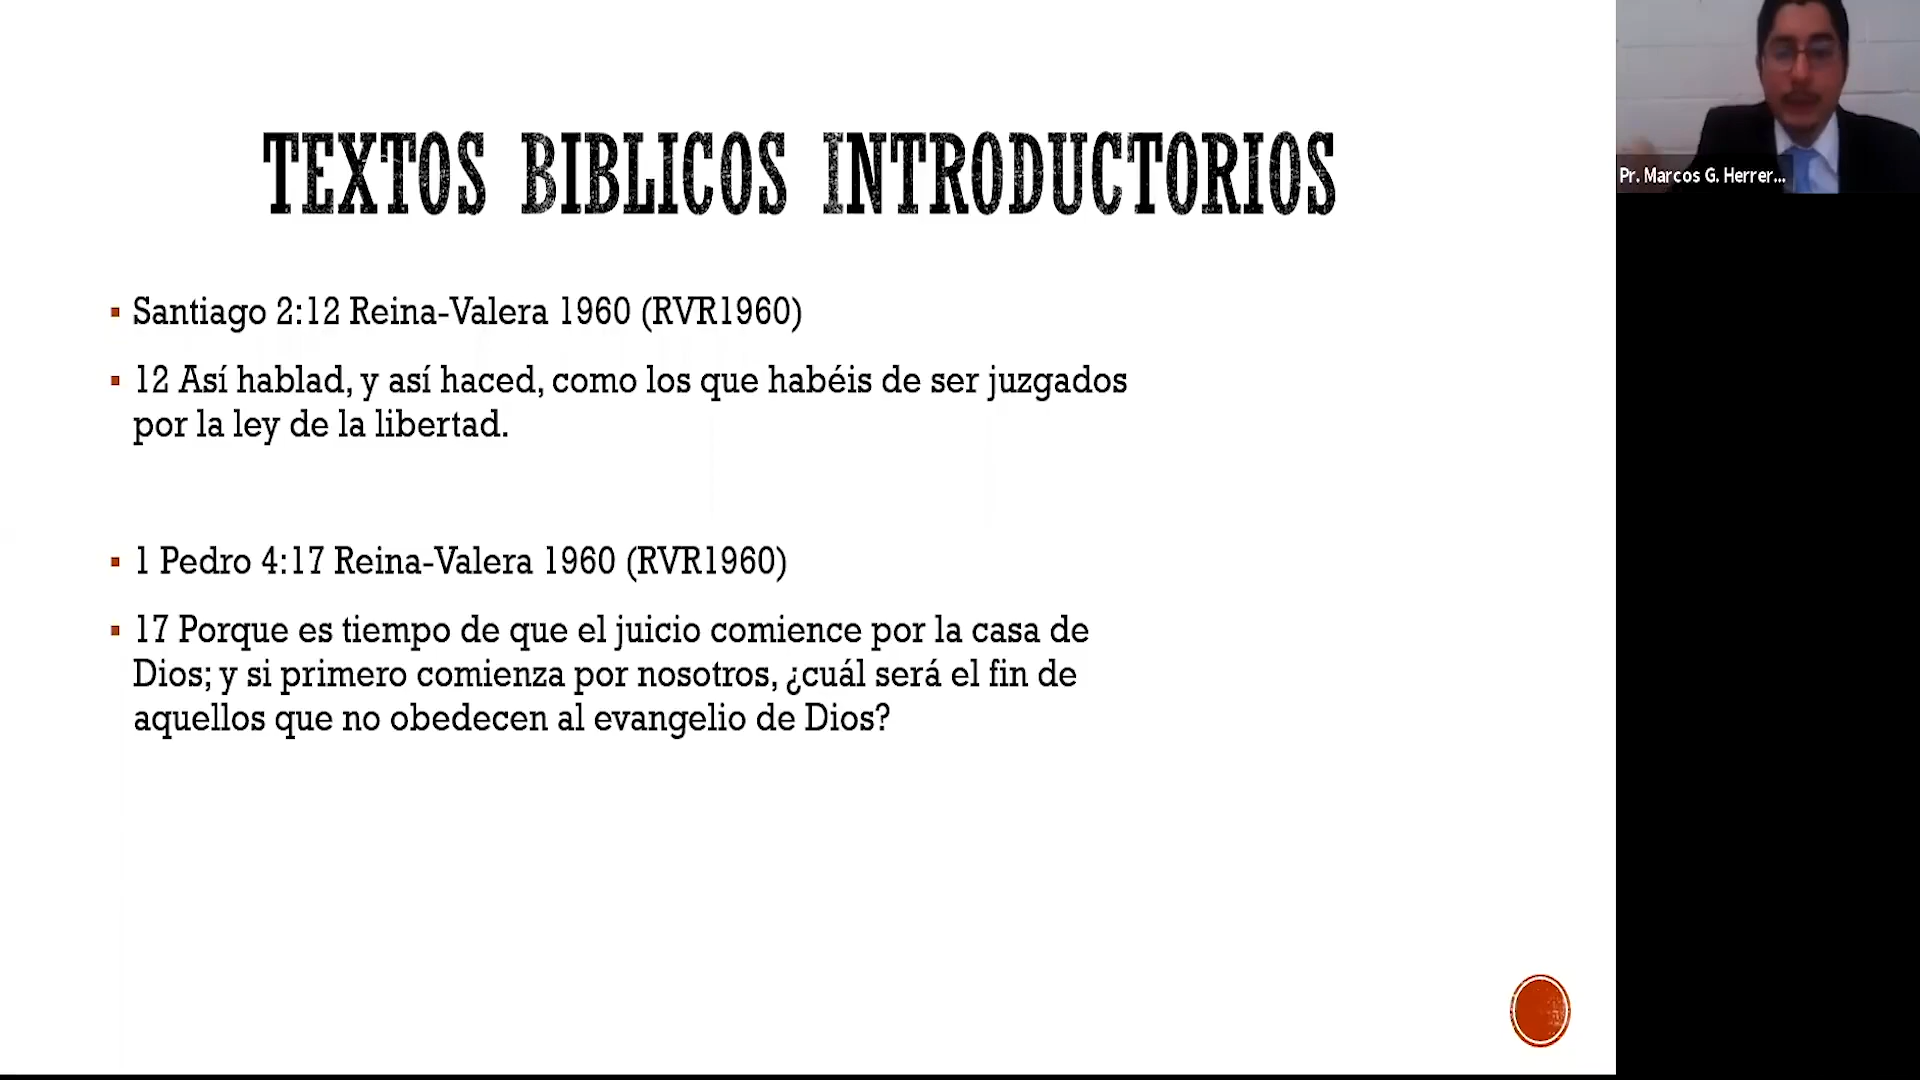 TEXTOS BIBLICOS INTRODUCTORIOS
Santiago 2:12 Reina-Valera 1960 (RVR1960)
12 Así hablad, y así haced, como los que habéis de ser juzgados
por la ley de la libertad.
1 Pedro 4:17 Reina-Valera 1960 (RVR1960)
17 Porque es tiempo de que el juicio comience por la casa de
Dios; y si primero comienza por nosotros, ¿cuál será el fin de
aquellos que no obedecen al evangelio de Dios?
Pr. Marcos G. Herrer...